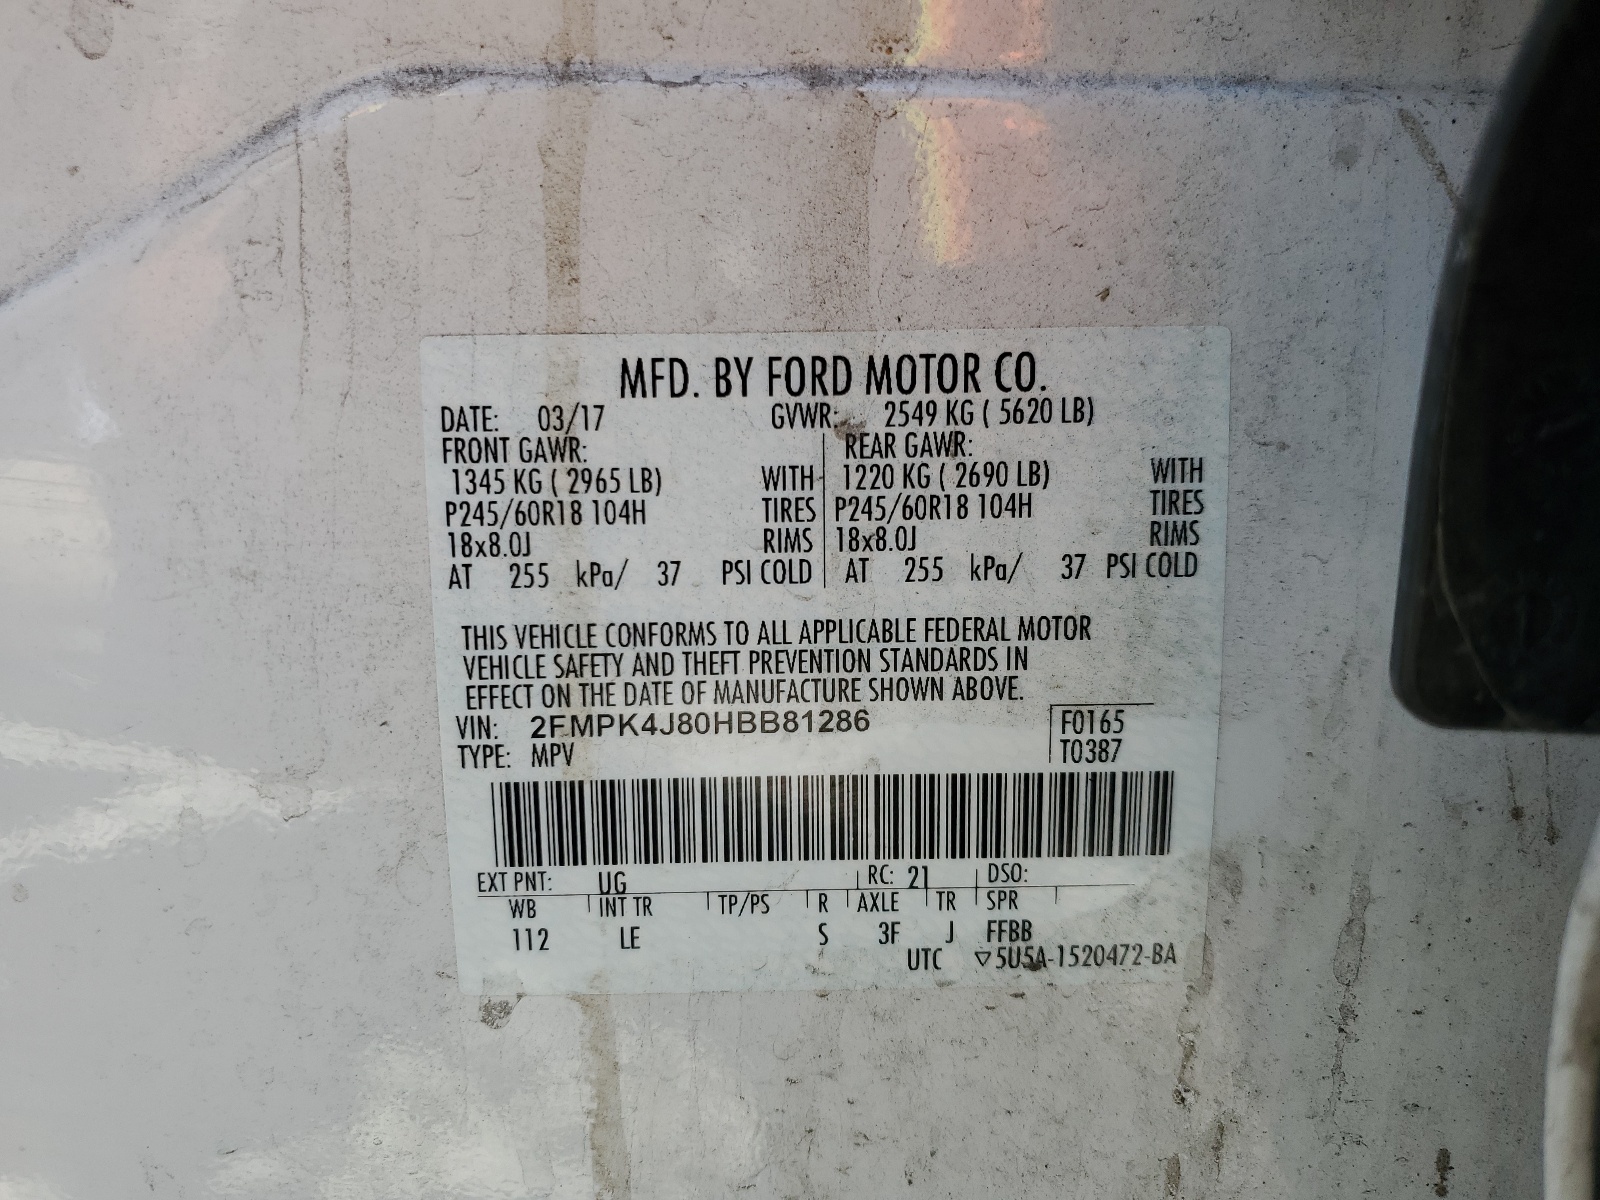 MFD. BY FORD MOTOR CO.
DATE: 03/17 GVWR: 2549 KG ( 5620 LB)
FRONT GAWR: REAR GAWR:
1345 KG ( 2965 LB) WITH 1220 KG ( 2690 LB) WITH
P245/60R18 104H TIRES P245/60R18 104H TIRES
18x8.0J RIMS 18x8.0J RIMS
AT 255 kPa/ 37 PSI COLD AT 255 kPa/ 37 PSI COLD
THIS VEHICLE CONFORMS TO ALL APPLICABLE FEDERAL MOTOR
VEHICLE SAFETY AND THEFT PREVENTION STANDARDS IN
EFFECT ON THE DATE OF MANUFACTURE SHOWN ABOVE.
VIN: 2FMPK4J80HBB81286 F0165
TYPE: MPV T0387
EXT PNT: UG RC: 21 DSO:
WB INT TR TP/PS R AXLE TR SPR
112 LE S 3F J FFBB
UTC ▽5U5A-1520472-BA